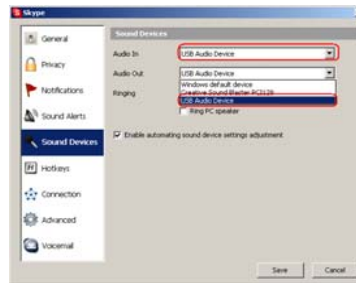 Skype
General
Privacy
Notifications
Sound Alerts
Sound Devices
Hotkeys
Connection
Advanced
Voicemail
Sound Devices
Audio In
USB Audio Device
Audio Out
USB Audio Device
Windows default device
Creative Sound Blaster PCI128
USB Audio Device
Ringing
Ring PC speaker
Enable automating sound device settings adjustment
Save
Cancel